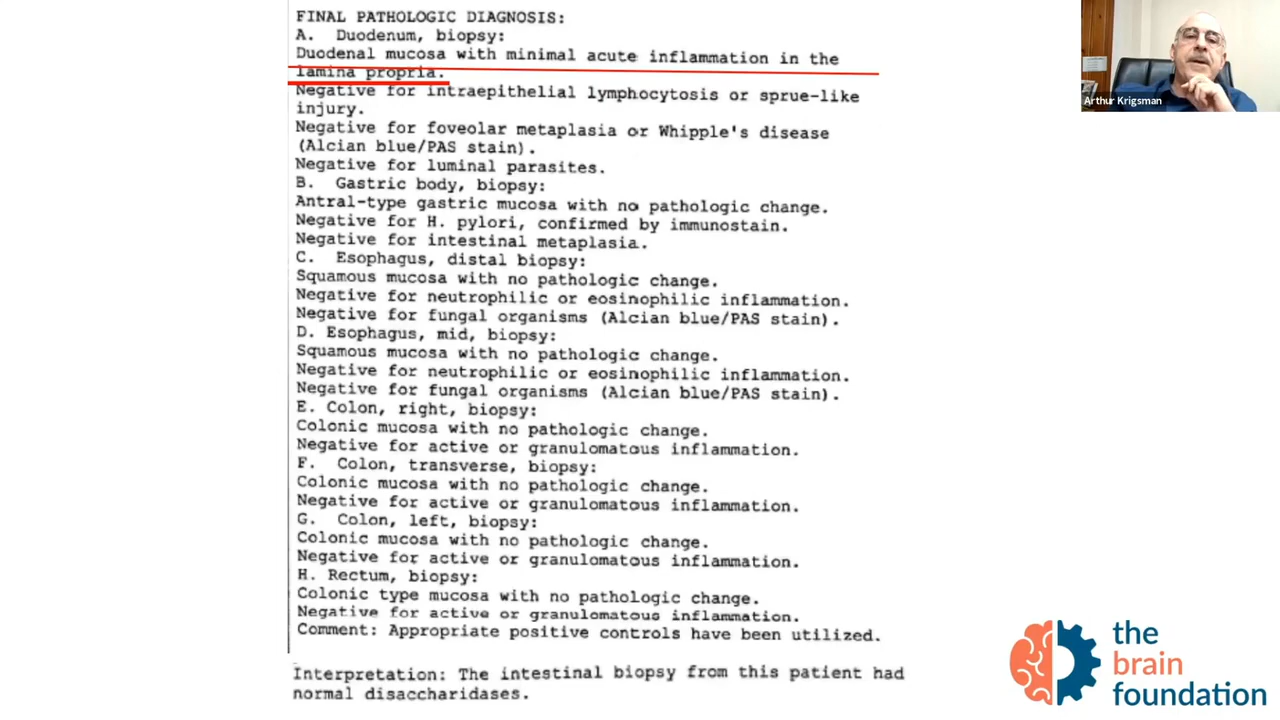 FINAL PATHOLOGIC DIAGNOSIS:
A. Duodenum, biopsy:
Duodenal mucosa with minimal acute inflammation in the
lamina propria.
Negative for intraepithelial lymphocytosis or sprue-like
injury.
Negative for foveolar metaplasia or Whipple's disease
(Alcian blue/PAS stain).
Negative for luminal parasites.
B. Gastric body, biopsy:
Antral-type gastric mucosa with no pathologic change.
Negative for H. pylori, confirmed by immunostain.
Negative for intestinal metaplasia.
C. Esophagus, distal biopsy:
Squamous mucosa with no pathologic change.
Negative for neutrophilic or eosinophilic inflammation.
Negative for fungal organisms (Alcian blue/PAS stain).
D. Esophagus, mid, biopsy:
Squamous mucosa with no pathologic change.
Negative for neutrophilic or eosinophilic inflammation.
Negative for fungal organisms (Alcian blue/PAS stain).
E. Colon, right, biopsy:
Colonic mucosa with no pathologic change.
Negative for active or granulomatous inflammation.
F. Colon, transverse, biopsy:
Colonic mucosa with no pathologic change.
Negative for active or granulomatous inflammation.
G. Colon, left, biopsy:
Colonic mucosa with no pathologic change.
Negative for active or granulomatous inflammation.
H. Rectum, biopsy:
Colonic type mucosa with no pathologic change.
Negative for active or granulomatous inflammation.
Comment: Appropriate positive controls have been utilized.
Interpretation: The intestinal biopsy from this patient had
normal disaccharidases.
Arthur Krigsman
the
brain
foundation